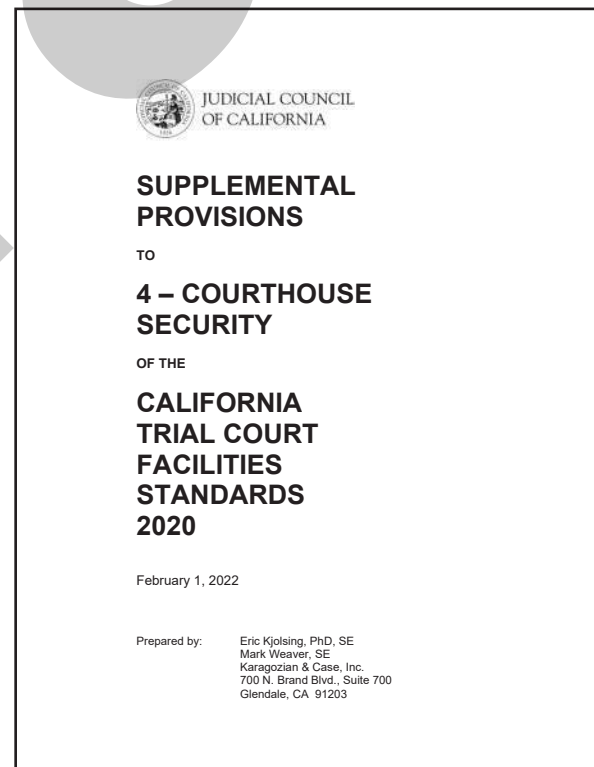 JUDICIAL COUNCIL
OF CALIFORNIA
SUPPLEMENTAL
PROVISIONS
TO
4 – COURTHOUSE
SECURITY
OF THE
CALIFORNIA
TRIAL COURT
FACILITIES
STANDARDS
2020
February 1, 2022
Prepared by: Eric Kjolsing, PhD, SE
Mark Weaver, SE
Karagozian & Case, Inc.
700 N. Brand Blvd., Suite 700
Glendale, CA 91203